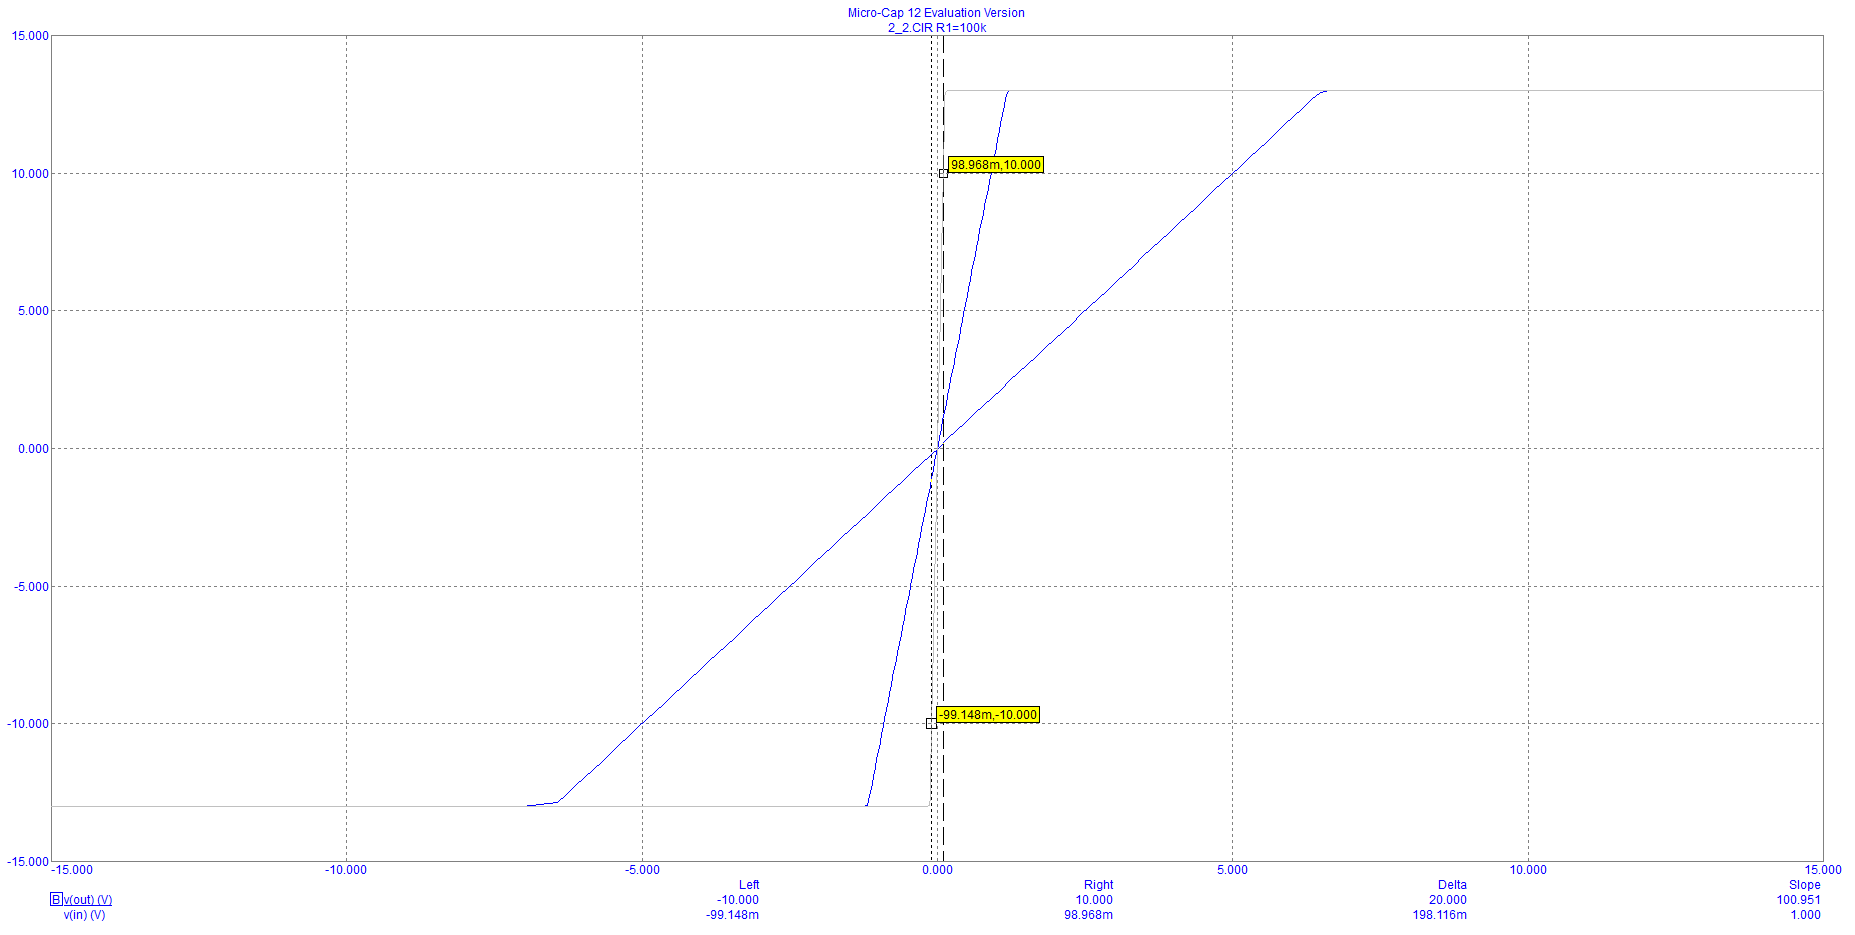 Micro-Cap 12 Evaluation Version
2_2.CIR R1=100k
15.000
10.000
98.968m,10.000
5.000
0.000
-5.000
-10.000
-99.148m,-10.000
-15.000
-15.000 -10.000 -5.000 0.000 5.000 10.000 15.000
Left Right Delta Slope
B v(out) (V) -10.000 10.000 20.000 100.951
v(in) (V) -99.148m 98.968m 198.116m 1.000